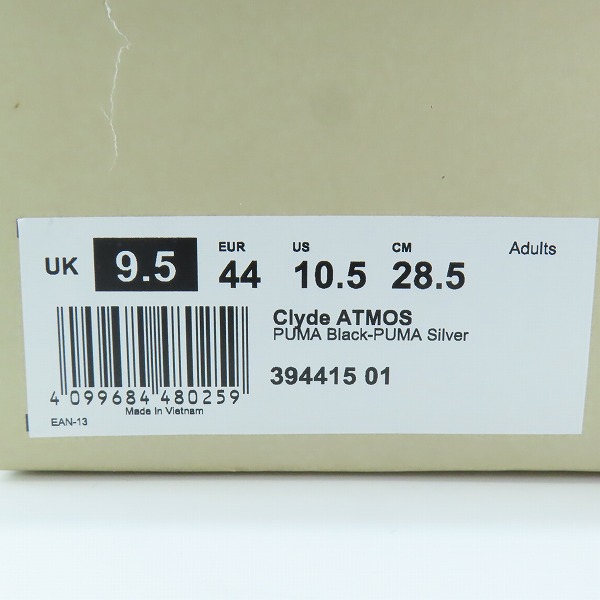 EUR US CM Adults
UK 9.5 44 10.5 28.5
Clyde ATMOS
PUMA Black-PUMA Silver
394415 01
4 099684 480259
Made In Vietnam
EAN-13